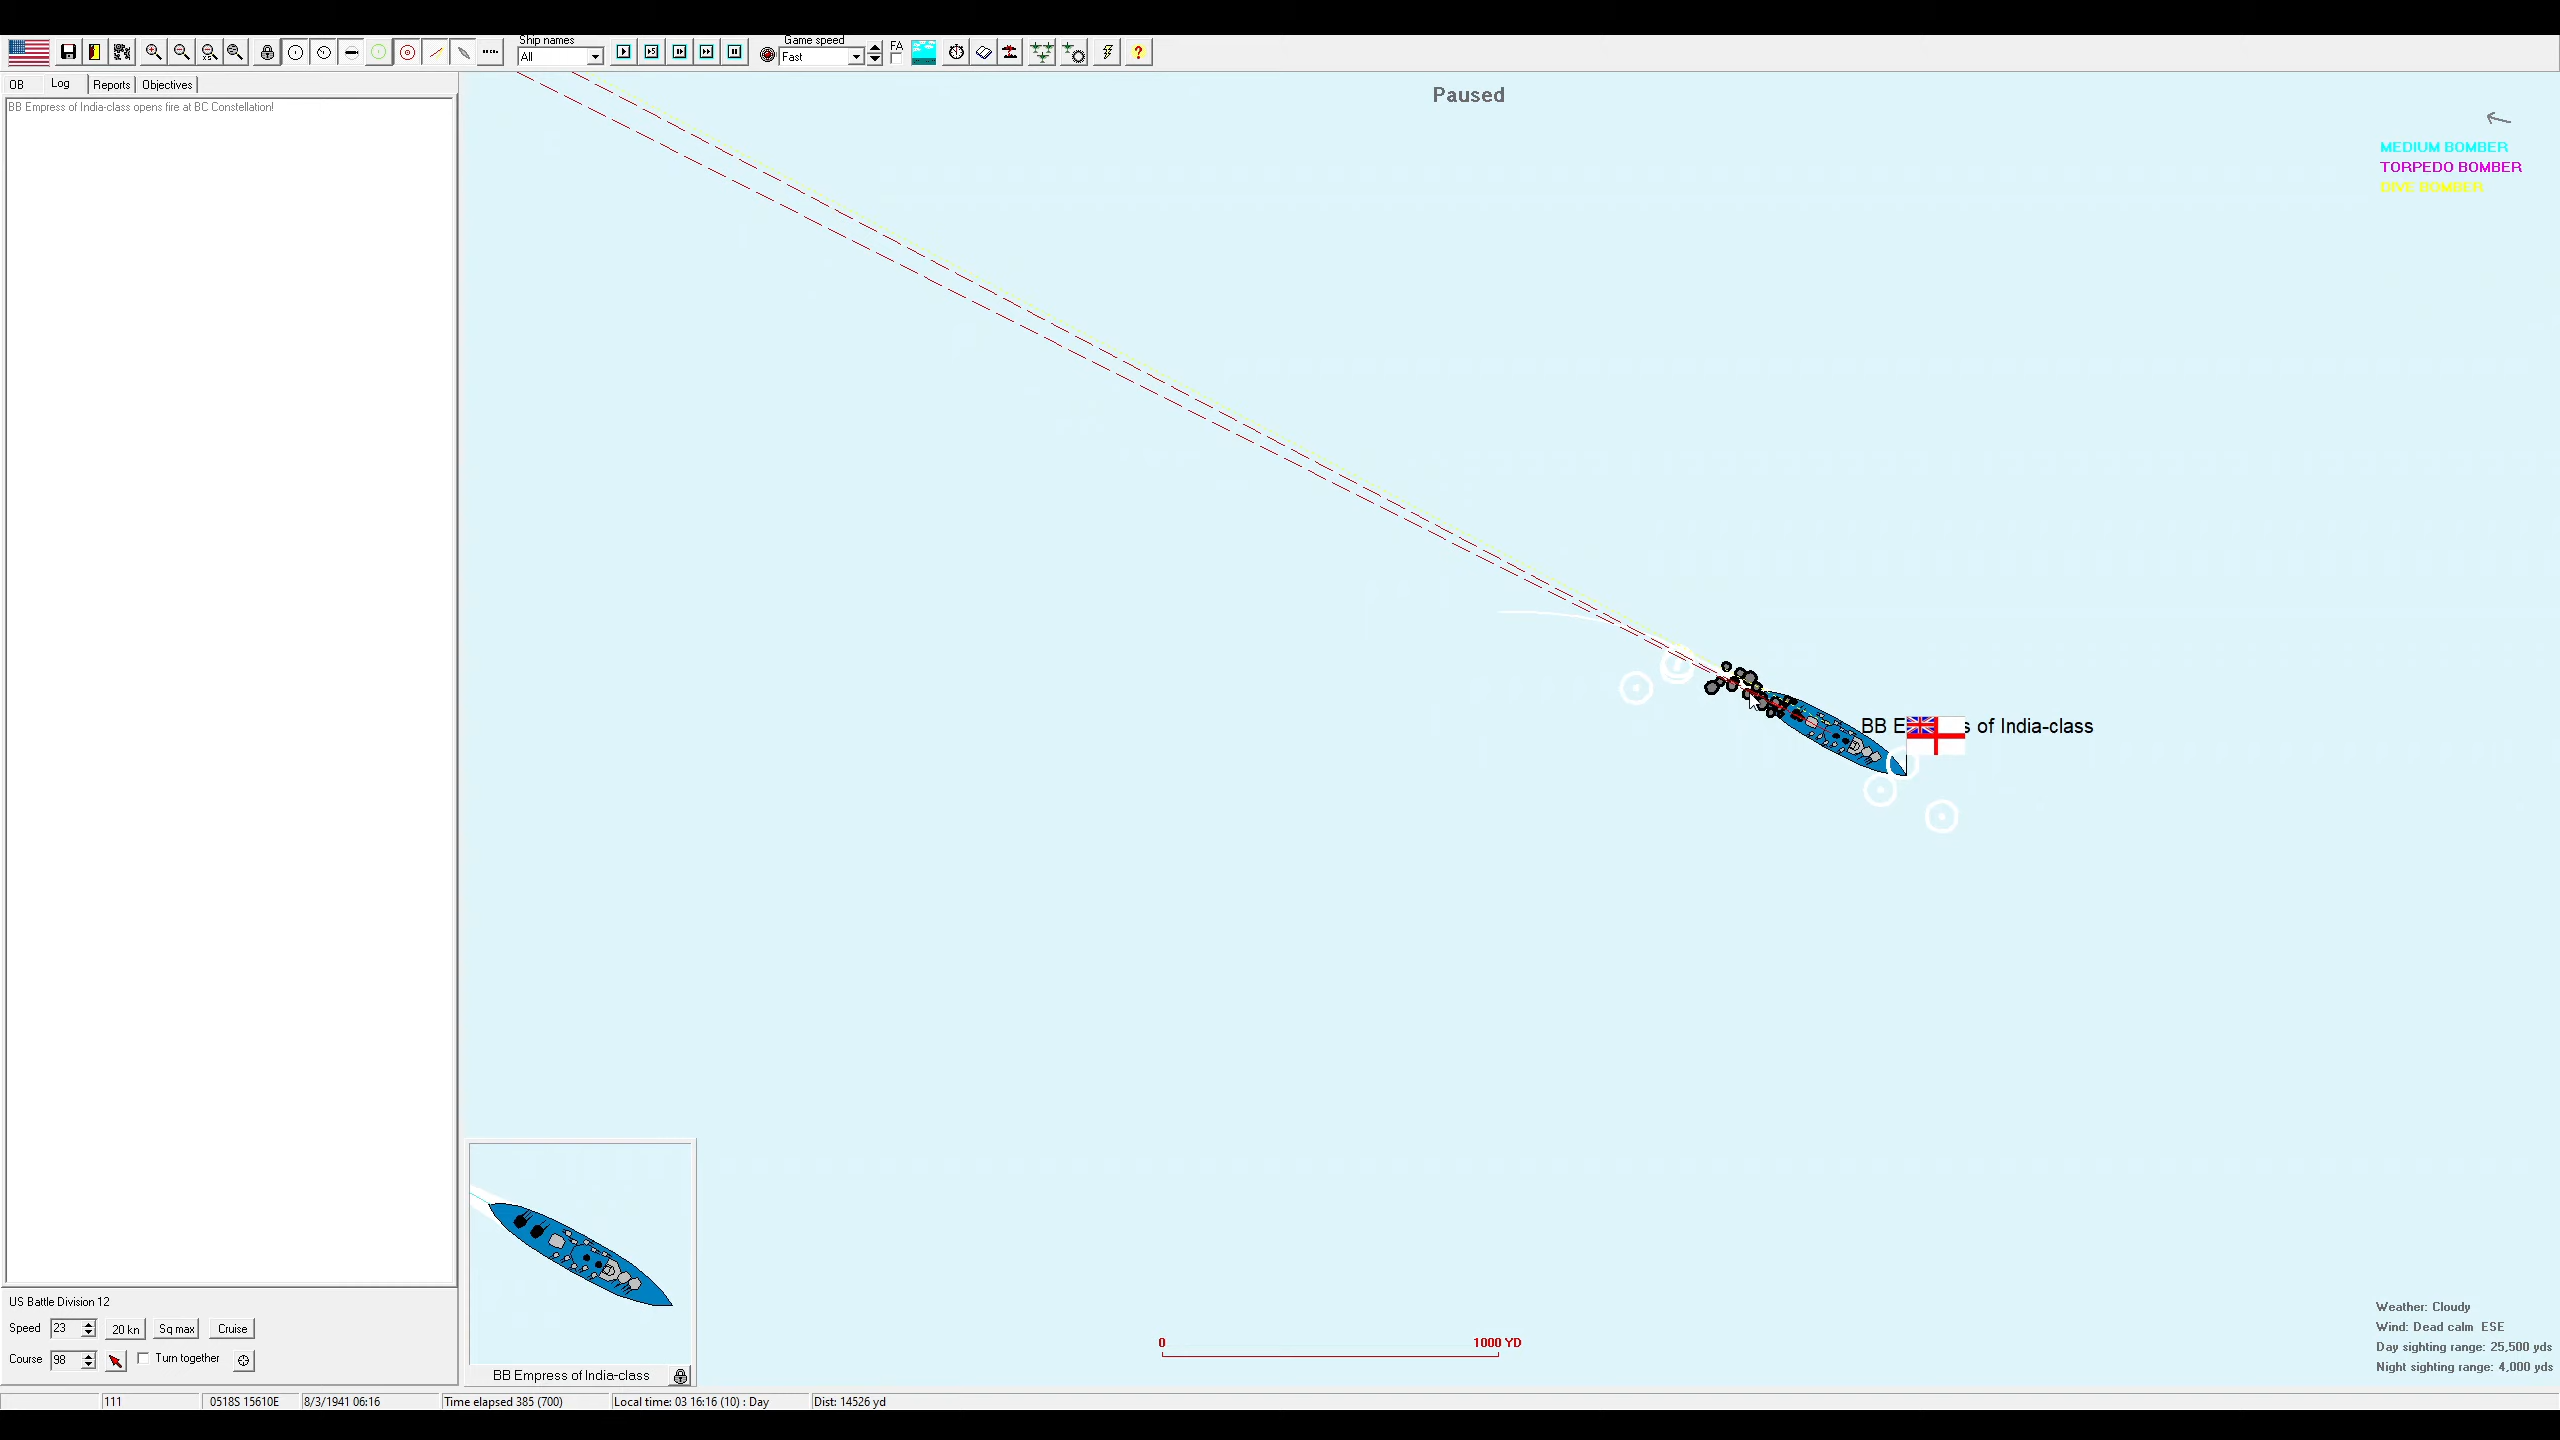 Ship names
All
Game speed
Fast
FA
?
OB
Log
Reports
Objectives
BB Empress of India-class opens fire at BC Constellation!
Paused
MEDIUM BOMBER
TORPEDO BOMBER
DIVE BOMBER
BB E s of India-class
0
1000 YD
Weather: Cloudy
Wind: Dead calm ESE
Day sighting range: 25,500 yds
Night sighting range: 4,000 yds
US Battle Division 12
Speed 23 20 kn Sq max Cruise
Course 98 Turn together
BB Empress of India-class
111 0518S 15610E 8/3/1941 06:16 Time elapsed 385 (700) Local time: 03 16:16 (10) : Day Dist: 14526 yd